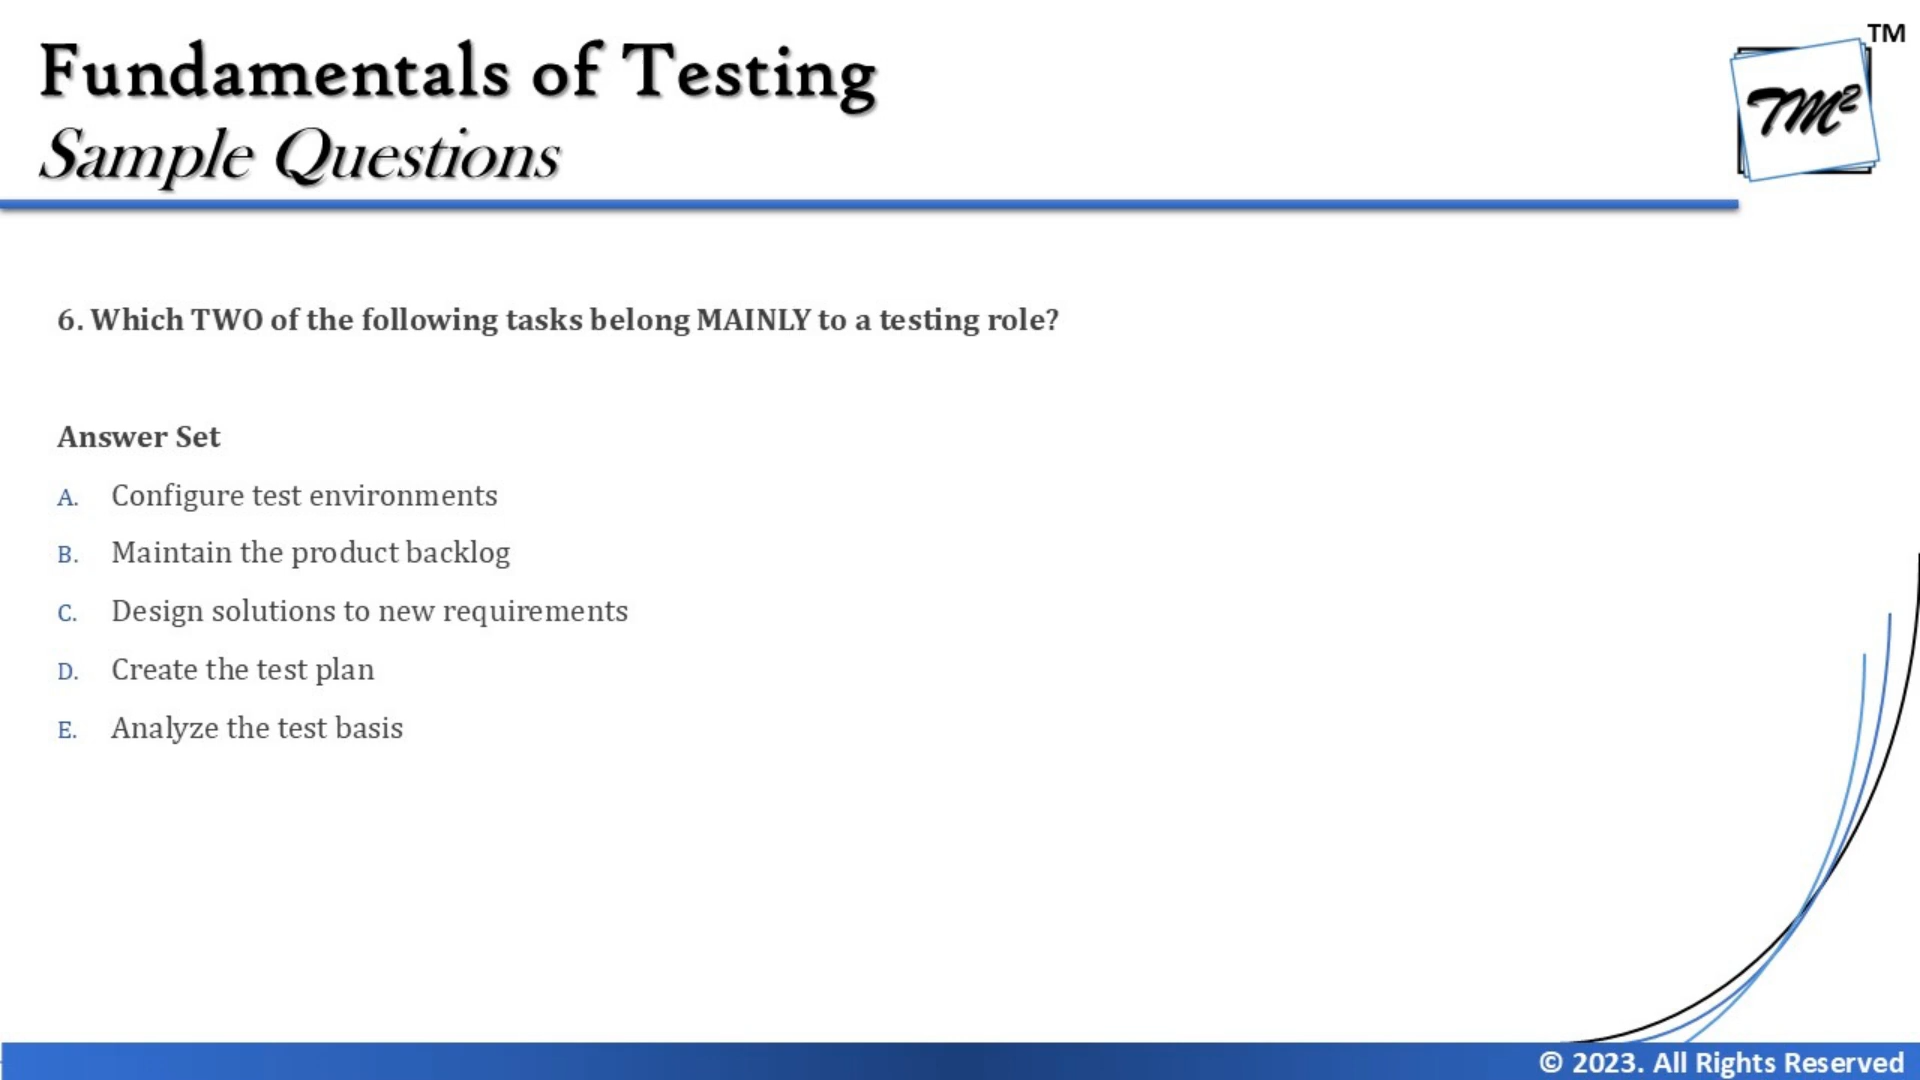 Fundamentals of Testing
Sample Questions
TM
TM²
6. Which TWO of the following tasks belong MAINLY to a testing role?
Answer Set
A. Configure test environments
B. Maintain the product backlog
C. Design solutions to new requirements
D. Create the test plan
E. Analyze the test basis
© 2023. All Rights Reserved